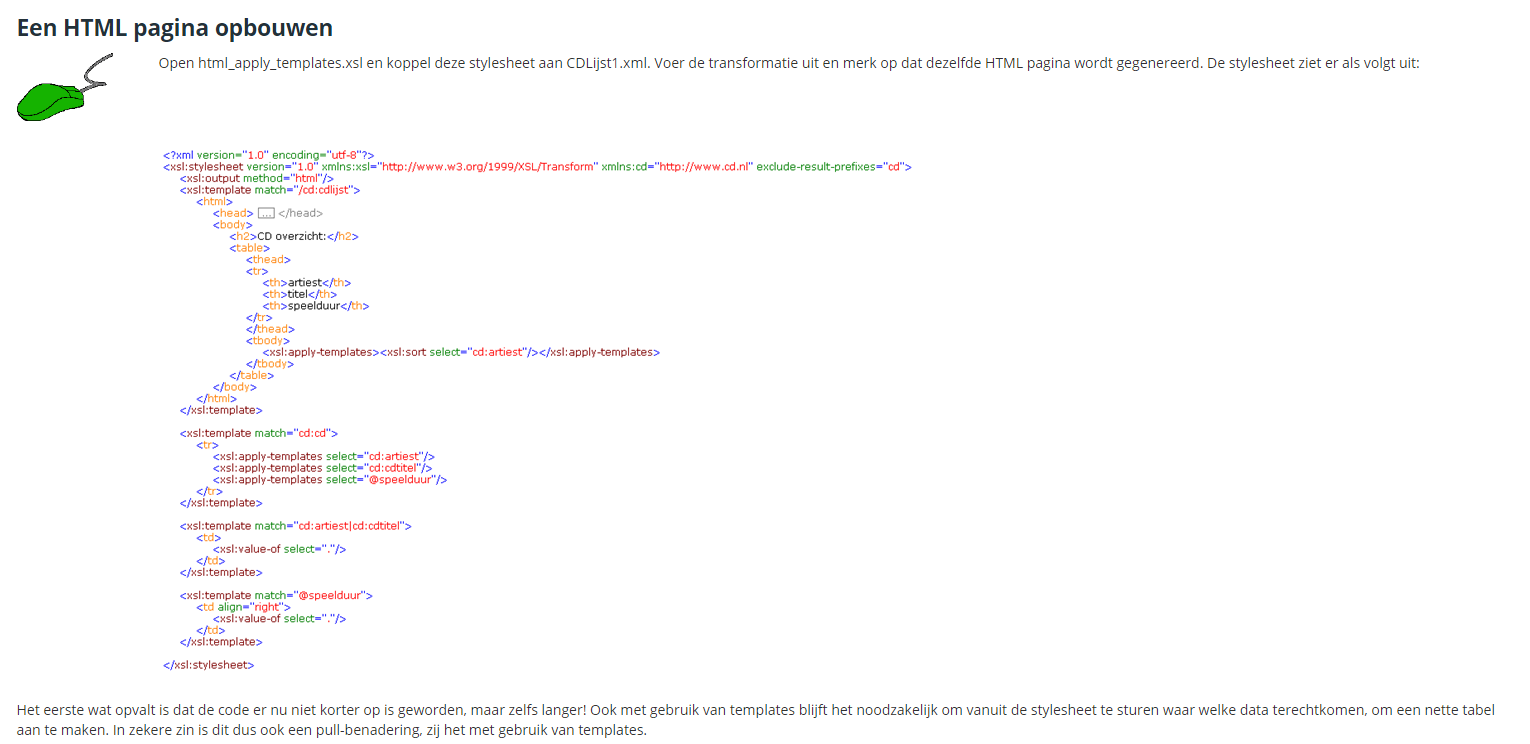 Een HTML pagina opbouwen
Open html_apply_templates.xsl en koppel deze stylesheet aan CDLijst1.xml. Voer de transformatie uit en merk op dat dezelfde HTML pagina wordt gegenereerd. De stylesheet ziet er als volgt uit:
<?xml version="1.0" encoding="utf-8"?>
<xsl:stylesheet version="1.0" xmlns:xsl="http://www.w3.org/1999/XSL/Transform" xmlns:cd="http://www.cd.nl" exclude-result-prefixes="cd">
<xsl:output method="html"/>
<xsl:template match="/cd:cdlijst">
<html>
<head> ... </head>
<body>
<h2>CD overzicht:</h2>
<table>
<thead>
<tr>
<th>artiest</th>
<th>titel</th>
<th>speelduur</th>
</tr>
</thead>
<tbody>
<xsl:apply-templates><xsl:sort select="cd:artiest"/></xsl:apply-templates>
</tbody>
</table>
</body>
</html>
</xsl:template>
<xsl:template match="cd:cd">
<tr>
<xsl:apply-templates select="cd:artiest"/>
<xsl:apply-templates select="cd:cdtitel"/>
<xsl:apply-templates select="@speelduur"/>
</tr>
</xsl:template>
<xsl:template match="cd:artiest|cd:cdtitel">
<td>
<xsl:value-of select="."/>
</td>
</xsl:template>
<xsl:template match="@speelduur">
<td align="right">
<xsl:value-of select="."/>
</td>
</xsl:template>
</xsl:stylesheet>
Het eerste wat opvalt is dat de code er nu niet korter op is geworden, maar zelfs langer! Ook met gebruik van templates blijft het noodzakelijk om vanuit de stylesheet te sturen waar welke data terechtkomen, om een nette tabel
aan te maken. In zekere zin is dit dus ook een pull-benadering, zij het met gebruik van templates.